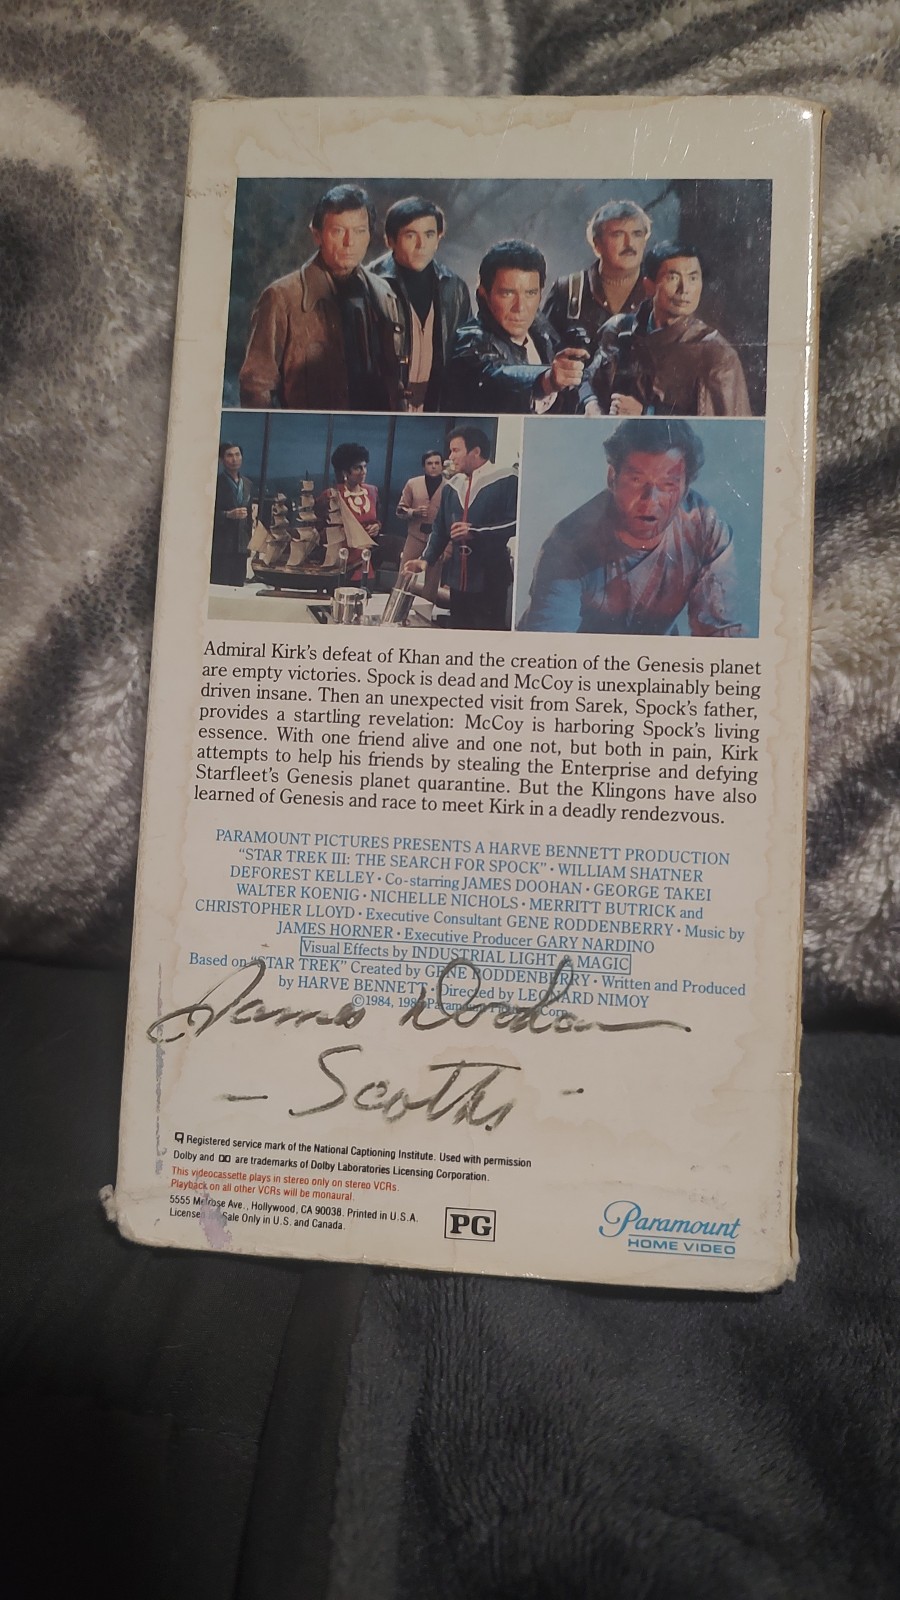 Admiral Kirk's defeat of Khan and the creation of the Genesis planet
are empty victories. Spock is dead and McCoy is unexplainably being
driven insane. Then an unexpected visit from Sarek, Spock's father,
provides a startling revelation: McCoy is harboring Spock's living
essence. With one friend alive and one not, but both in pain, Kirk
attempts to help his friends by stealing the Enterprise and defying
Starfleet's Genesis planet quarantine. But the Klingons have also
learned of Genesis and race to meet Kirk in a deadly rendezvous.
PARAMOUNT PICTURES PRESENTS A HARVE BENNETT PRODUCTION
"STAR TREK III: THE SEARCH FOR SPOCK" • WILLIAM SHATNER
DEFOREST KELLEY • Co-starring JAMES DOOHAN • GEORGE TAKEI
WALTER KOENIG • NICHELLE NICHOLS • MERRITT BUTRICK and
CHRISTOPHER LLOYD • Executive Consultant GENE RODDENBERRY • Music by
JAMES HORNER • Executive Producer GARY NARDINO
Visual Effects by INDUSTRIAL LIGHT & MAGIC
Based on "STAR TREK" Created by GENE RODDENBERRY • Written and Produced
by HARVE BENNETT • Directed by LEONARD NIMOY
©1984, Paramount Corp.
James Doohan
- Scotty -
Registered service mark of the National Captioning Institute. Used with permission
Dolby and are trademarks of Dolby Laboratories Licensing Corporation.
This videocassette plays in stereo only on stereo VCRs.
Playback on all other VCRs will be monaural.
5555 Melrose Ave., Hollywood, CA 90038. Printed in U.S.A.
Sale Only in U.S. and Canada.
PG
Paramount
HOME VIDEO